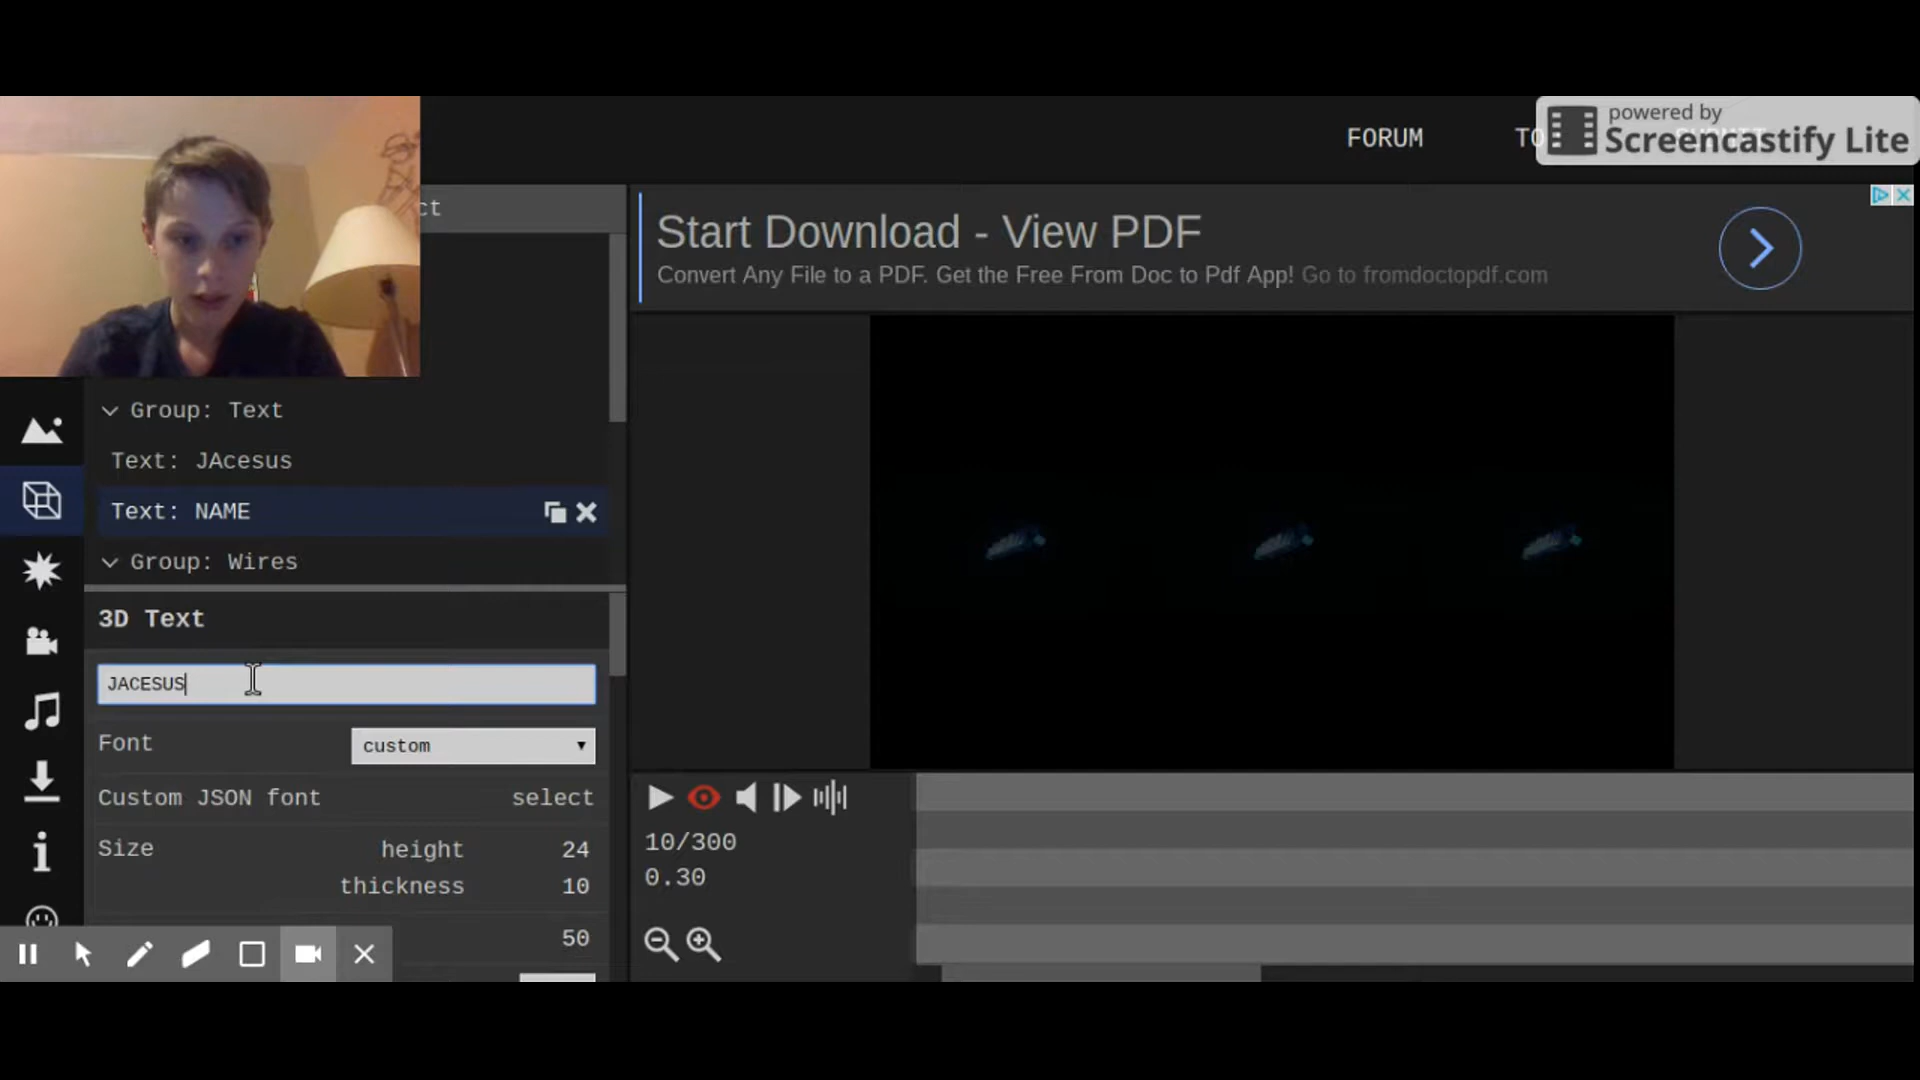 powered by
Screencastify Lite
FORUM
TO
ct
Start Download - View PDF
Convert Any File to a PDF. Get the Free From Doc to Pdf App! Go to fromdoctopdf.com
Group: Text
Text: JAcesus
Text: NAME
Group: Wires
3D Text
JACESUS
Font custom
Custom JSON font select
Size height 24
thickness 10
50
10/300
0.30